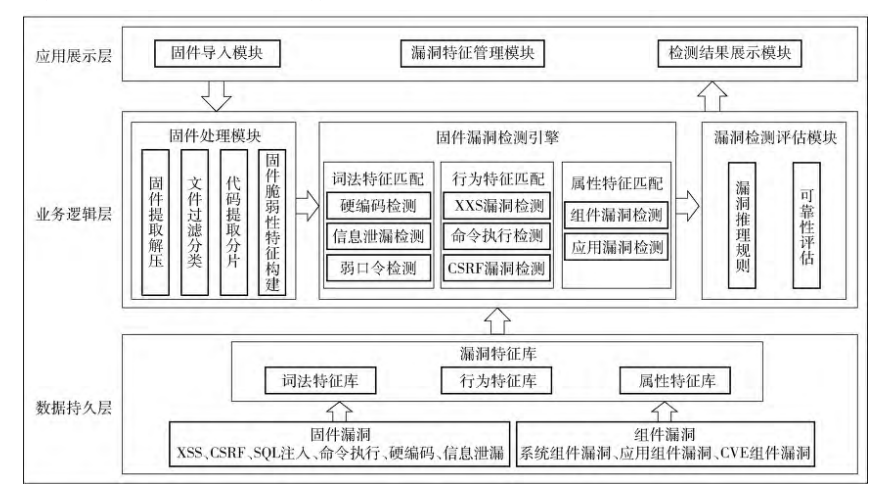 应用展示层
固件导入模块
漏洞特征管理模块
检测结果展示模块
业务逻辑层
固件处理模块
固件提取解压
文件过滤分类
代码提取分片
固件脆弱性特征构建
固件漏洞检测引擎
词法特征匹配
硬编码检测
信息泄漏检测
弱口令检测
行为特征匹配
XXS漏洞检测
命令执行检测
CSRF漏洞检测
属性特征匹配
组件漏洞检测
应用漏洞检测
漏洞检测评估模块
漏洞推理规则
可靠性评估
数据持久层
漏洞特征库
词法特征库
行为特征库
属性特征库
固件漏洞
XSS、CSRF、SQL注入、命令执行、硬编码、信息泄漏
组件漏洞
系统组件漏洞、应用组件漏洞、CVE组件漏洞